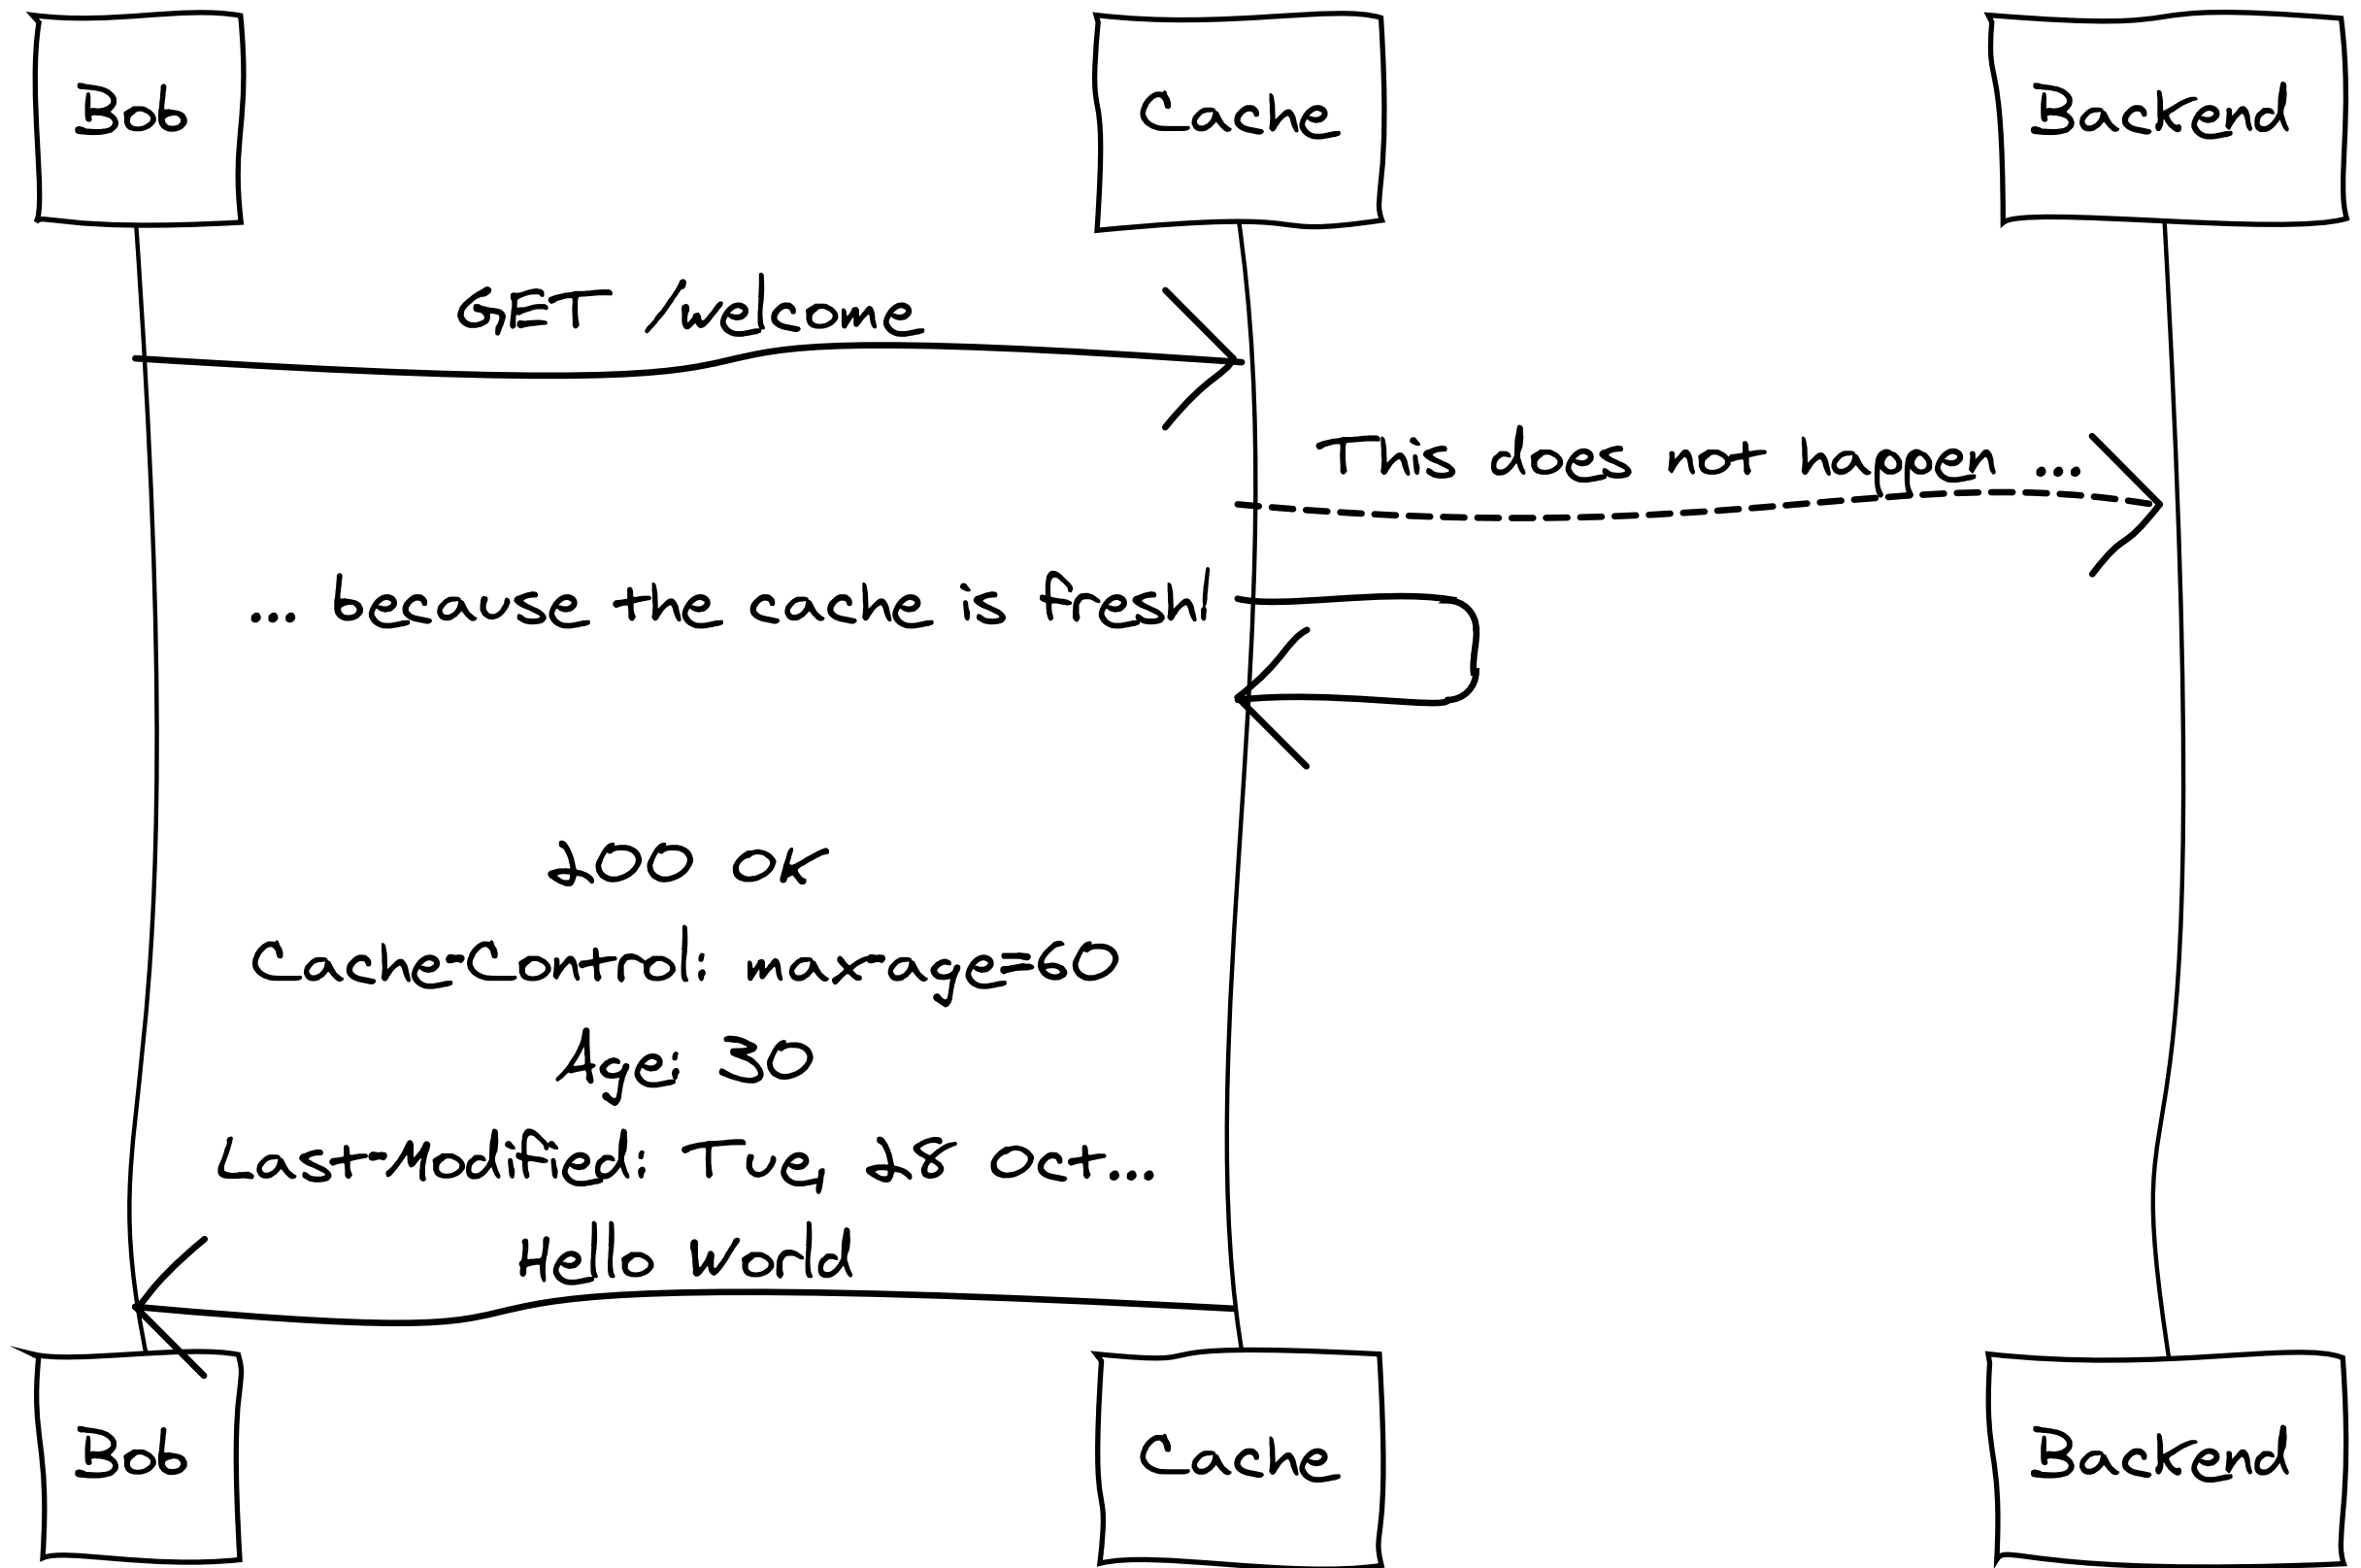 Bob
Cache
Backend
GET /welcome
This does not happen ...
... because the cache is fresh!
200 OK
Cache-Control: max-age=60
Age: 30
Last-Modified: Tue, 28 Oct...
Hello World
Bob
Cache
Backend